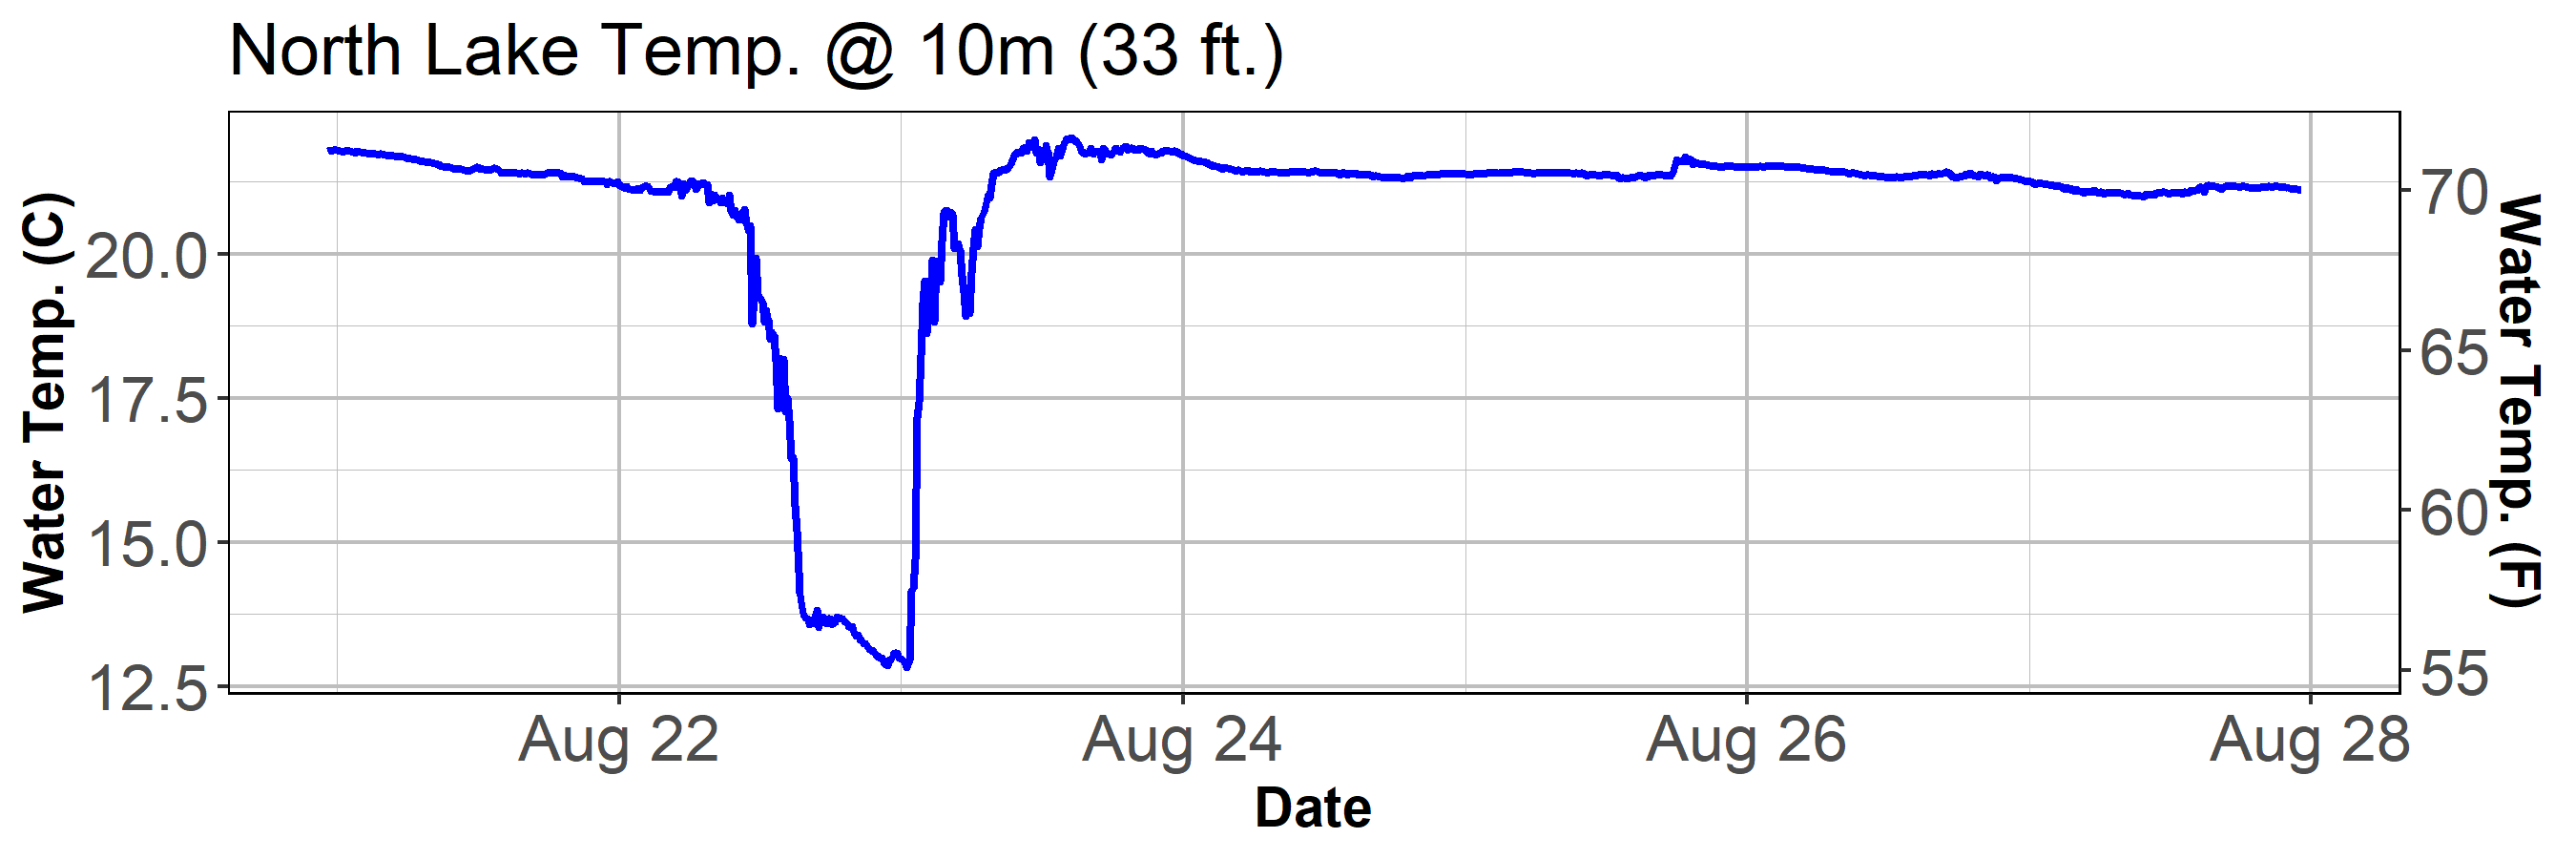 North Lake Temp. @ 10m (33 ft.)
Water Temp. (C)
20.0
17.5
15.0
12.5
70
65
60
55
Water Temp. (F)
Aug 22 Aug 24 Aug 26 Aug 28
Date